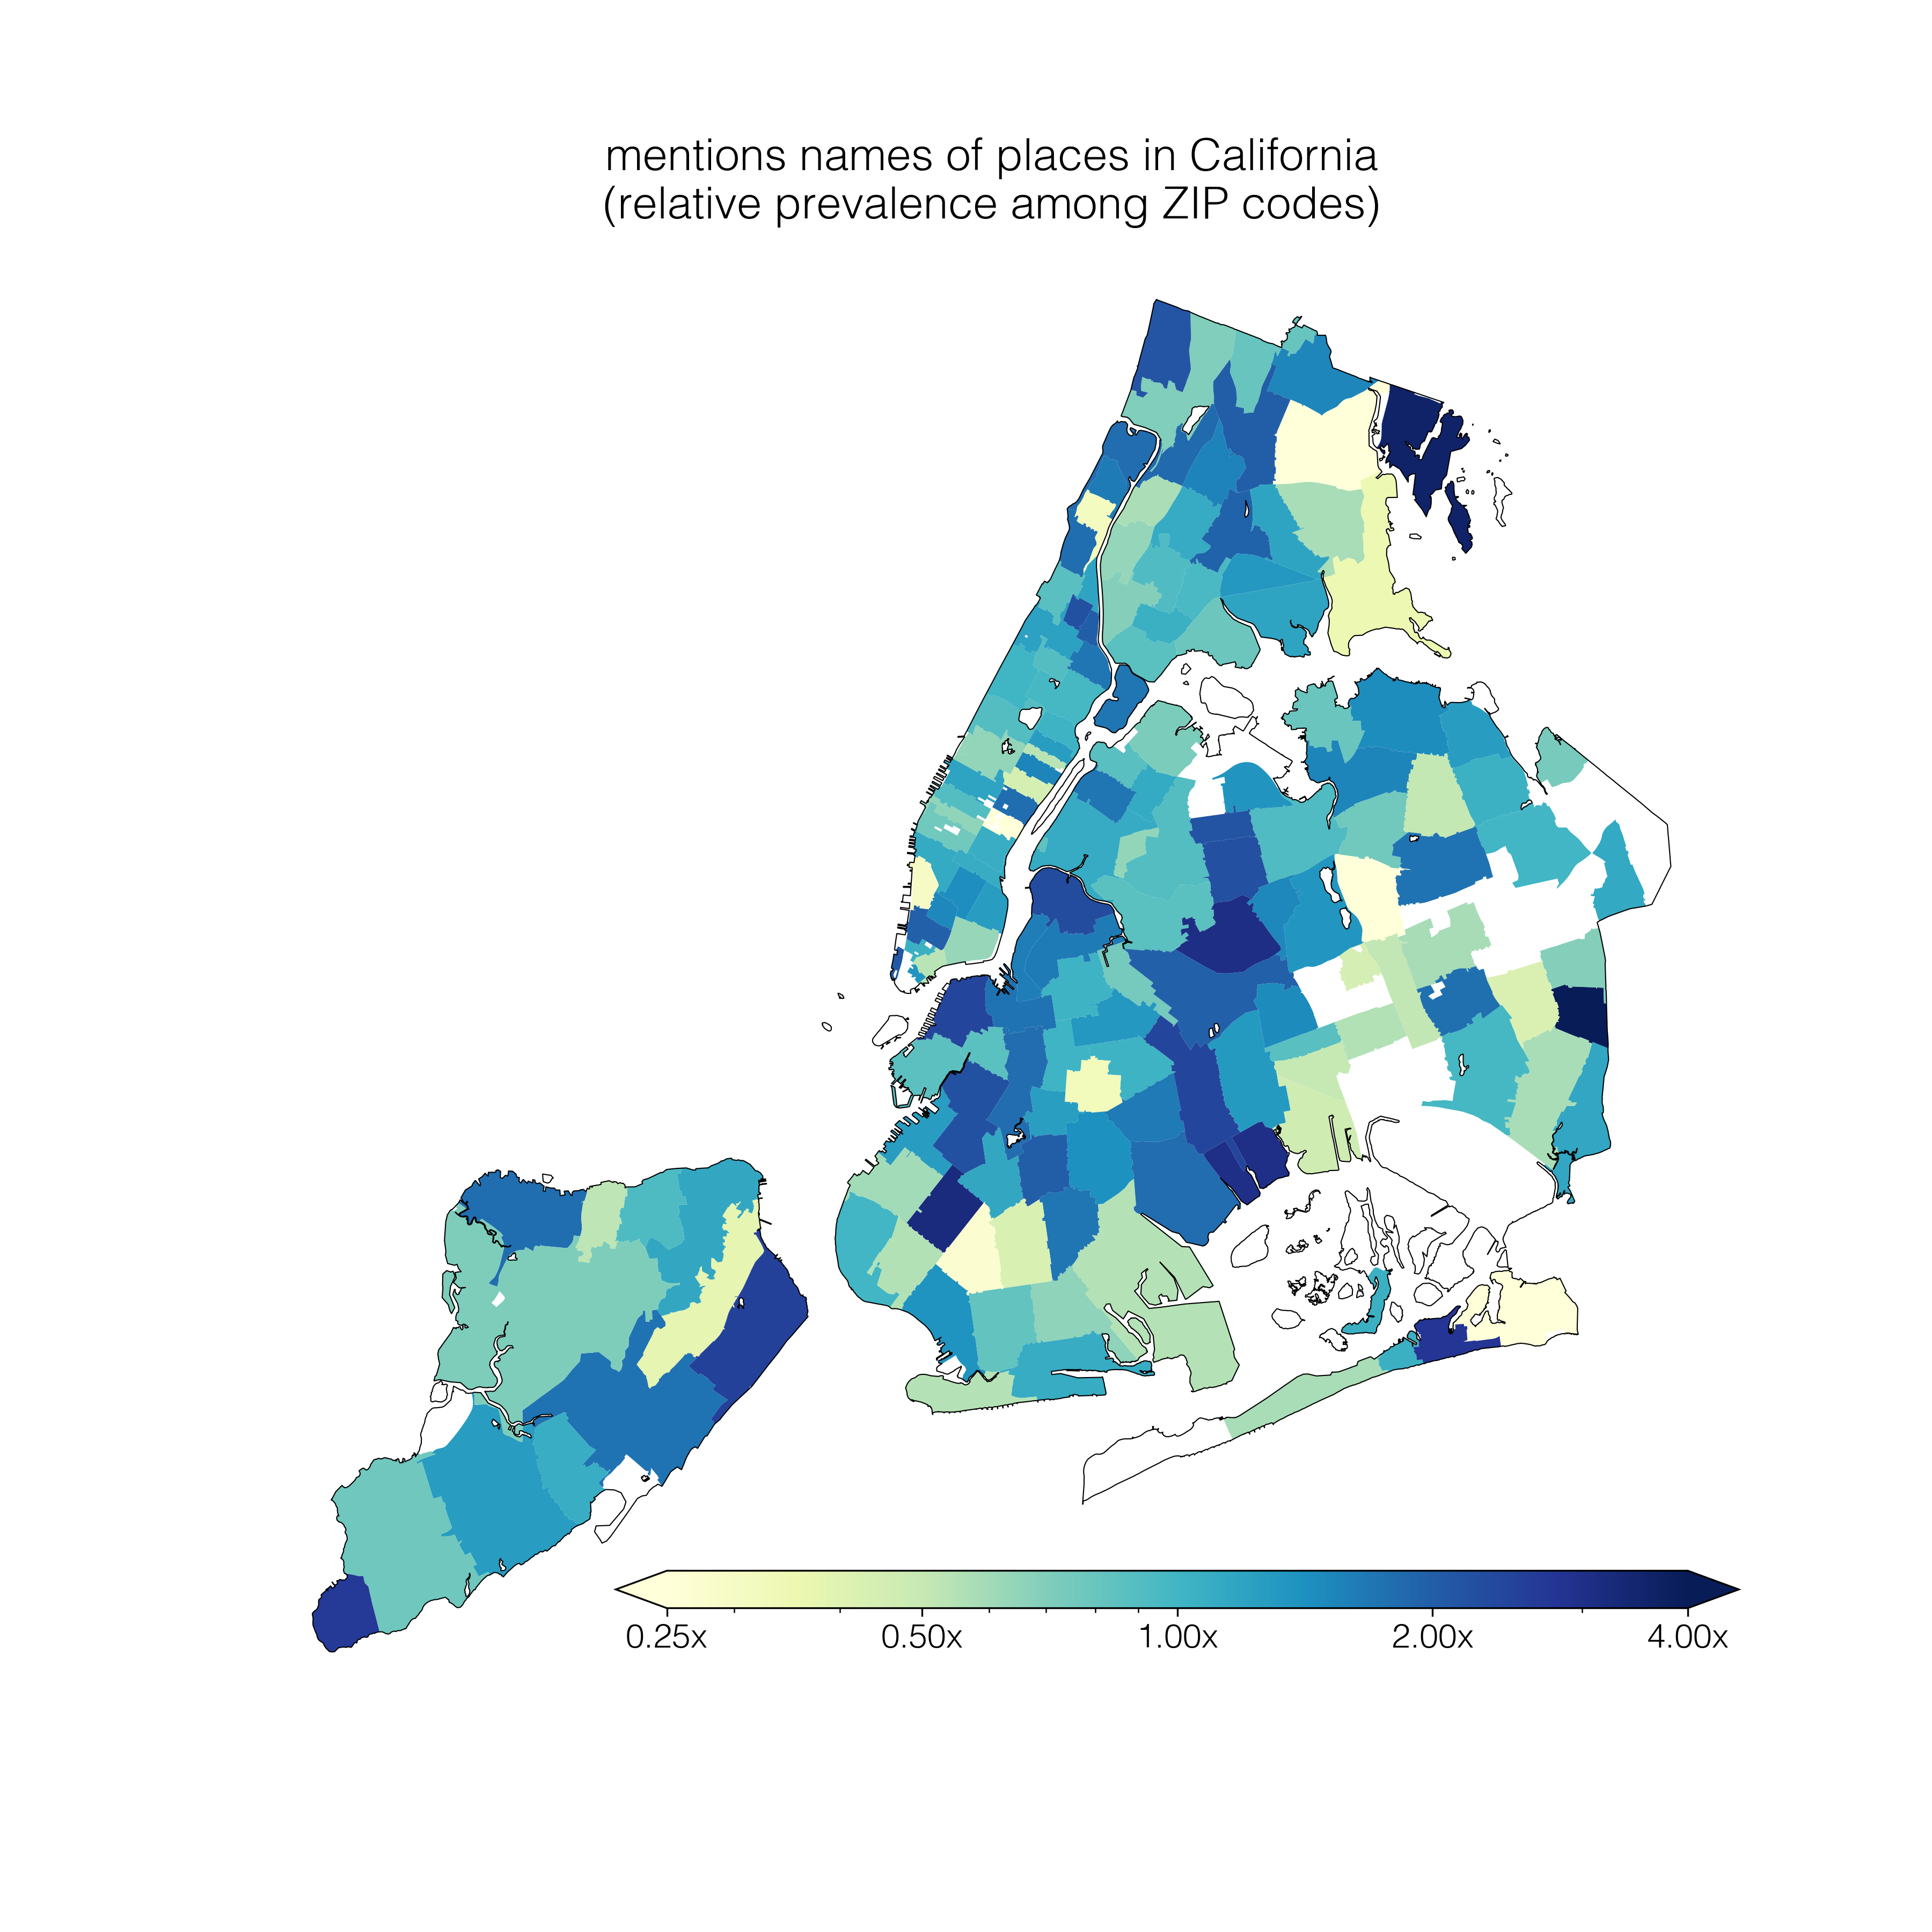 mentions names of places in California
(relative prevalence among ZIP codes)
0.25x 0.50x 1.00x 2.00x 4.00x